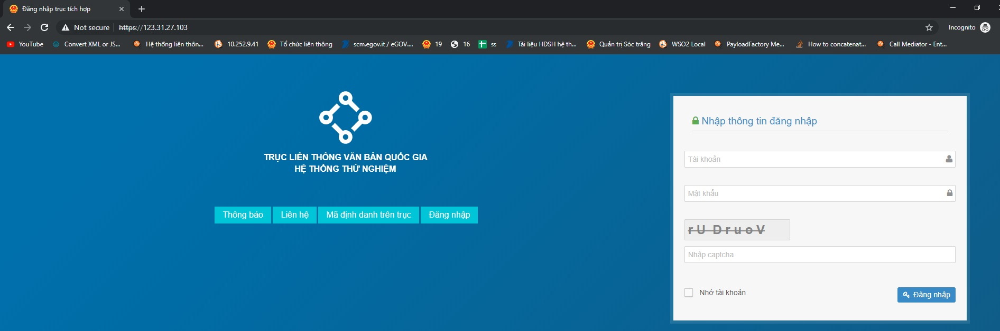 Đăng nhập trục tích hợp
Not secure https://123.31.27.103 Incognito
YouTube Convert XML or JS... Hệ thống liên thôn... 10.252.9.41 Tổ chức liên thông scm.egov.it / eGOV.... 19 16 ss Tài liệu HDSH hệ th... Quản trị Sóc trăng WSO2 Local PayloadFactory Me... How to concatenat... Call Mediator - Ent...
TRỤC LIÊN THÔNG VĂN BẢN QUỐC GIA
HỆ THỐNG THỬ NGHIỆM
Thông báo Liên hệ Mã định danh trên trục Đăng nhập
Nhập thông tin đăng nhập
Tài khoản
Mật khẩu
r U D r u o V
Nhập captcha
Nhớ tài khoản Đăng nhập